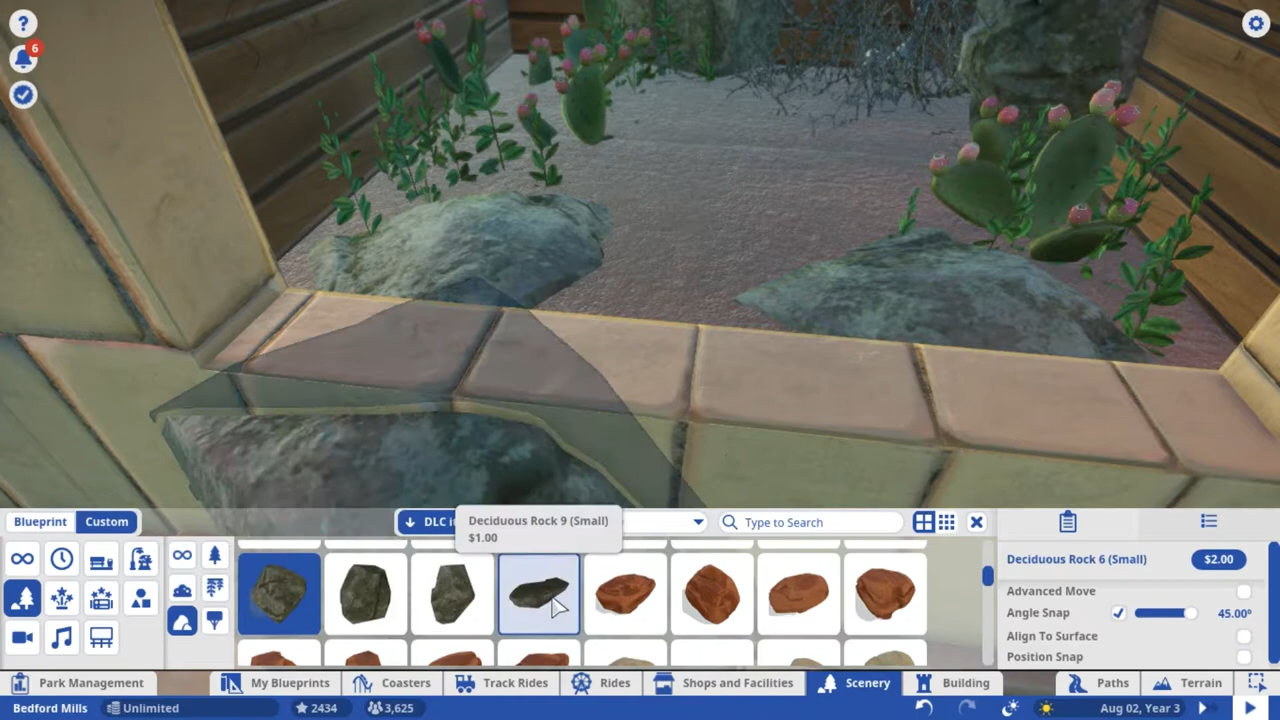 ?
6
Blueprint
Custom
DLC i
Deciduous Rock 9 (Small)
$1.00
Type to Search
Deciduous Rock 6 (Small)
$2.00
Advanced Move
Angle Snap
45.00°
Align To Surface
Position Snap
Park Management
My Blueprints
Coasters
Track Rides
Rides
Shops and Facilities
Scenery
Building
Paths
Terrain
Bedford Mills
Unlimited
2434
3,625
Aug 02, Year 3